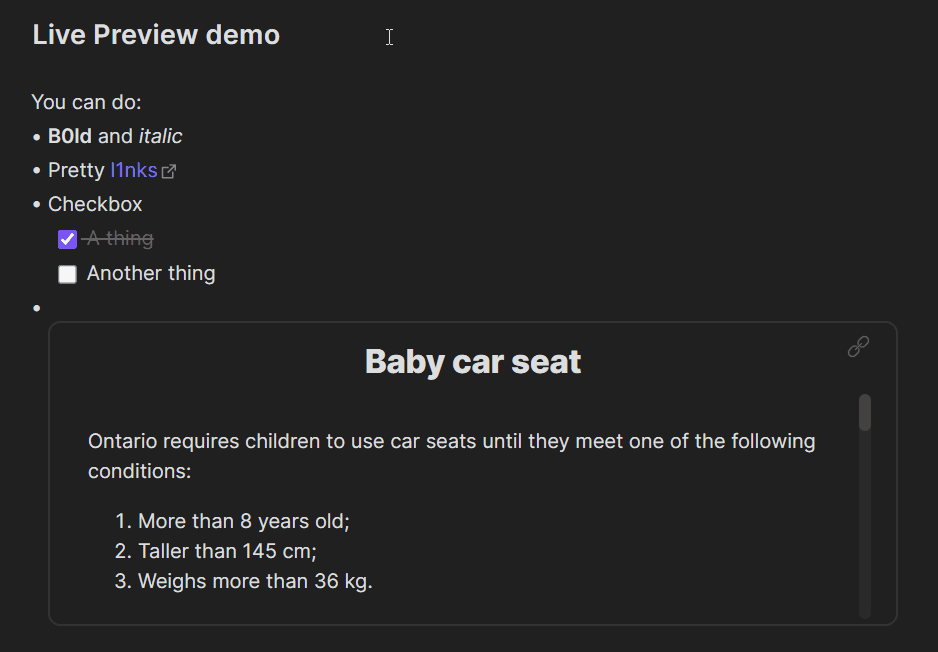 Live Preview demo
You can do:
• B0ld and italic
• Pretty l1nks
• Checkbox
A thing
Another thing
•
Baby car seat
Ontario requires children to use car seats until they meet one of the following
conditions:
1. More than 8 years old;
2. Taller than 145 cm;
3. Weighs more than 36 kg.